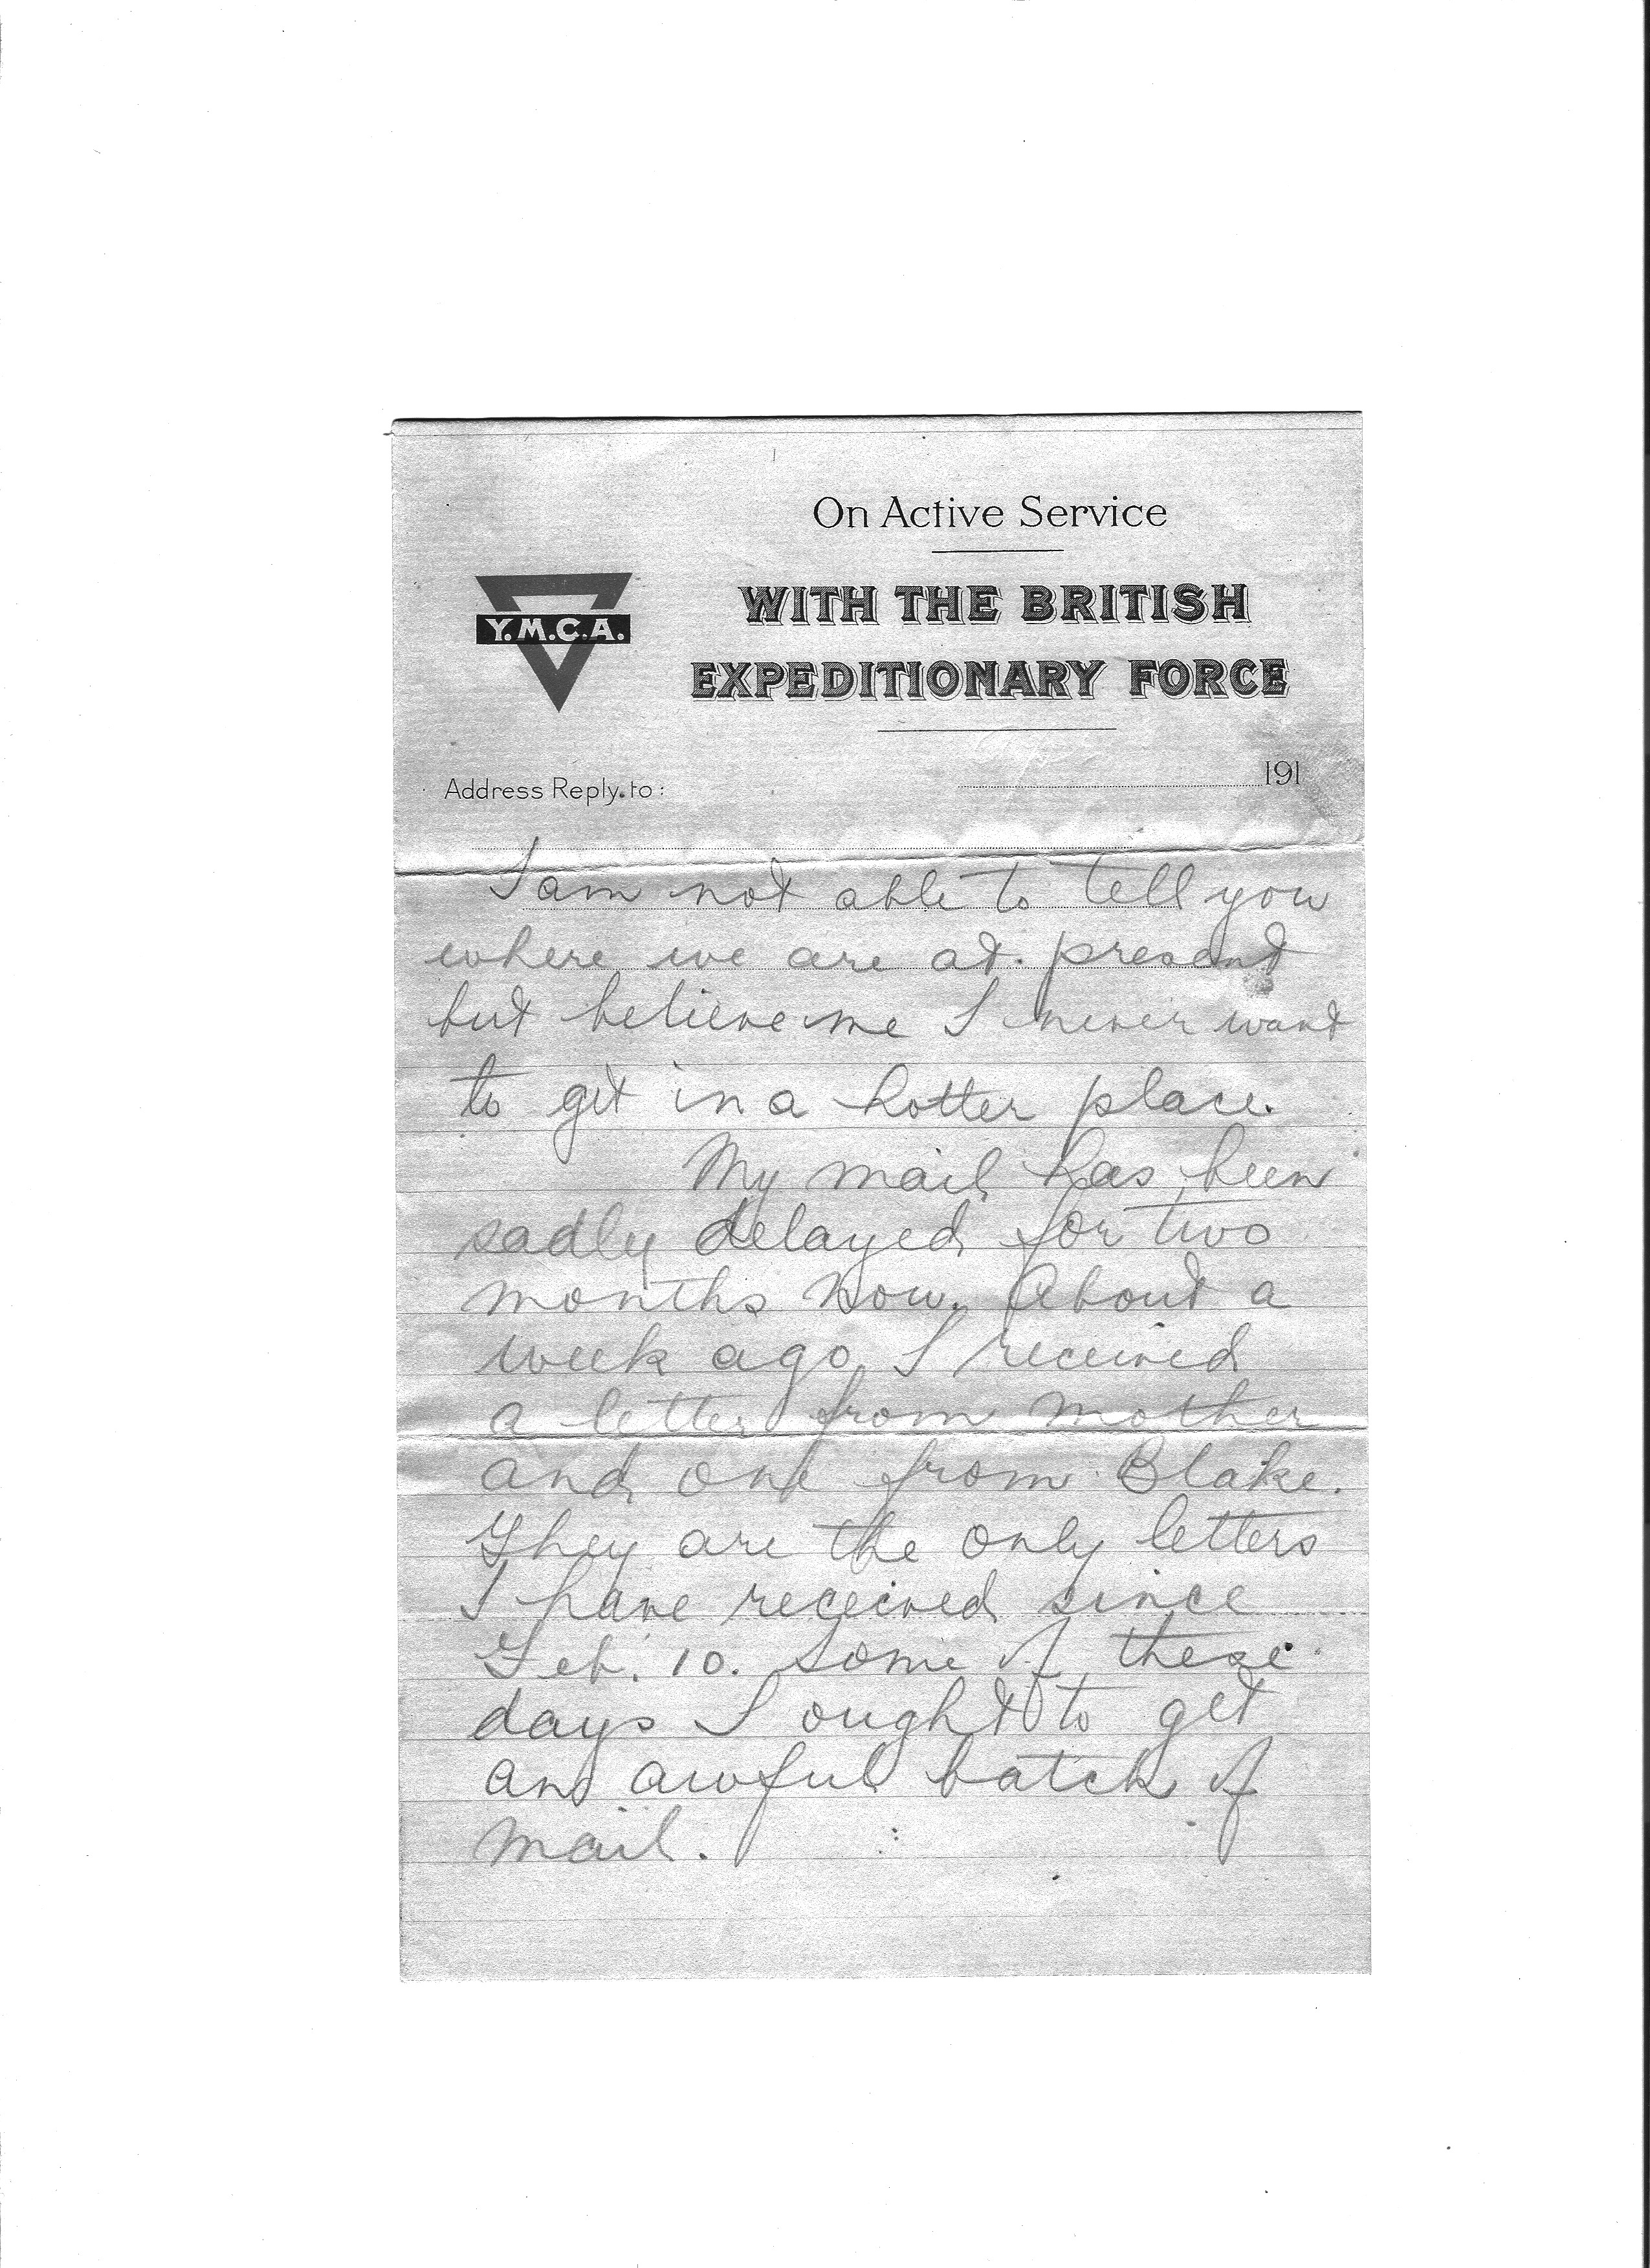 On Active Service
WITH THE BRITISH
EXPEDITIONARY FORCE
Y.M.C.A.
Address Reply to:
191
I am not able to tell you
where we are at present
but believe me I never want
to get in a hotter place.
My mail has been
sadly delayed for two
months now. About a
week ago I received
a letter from mother
and one from Blake.
They are the only letters
I have received since
Feb. 10. Some of these
days I ought to get
an awful batch of
mail.